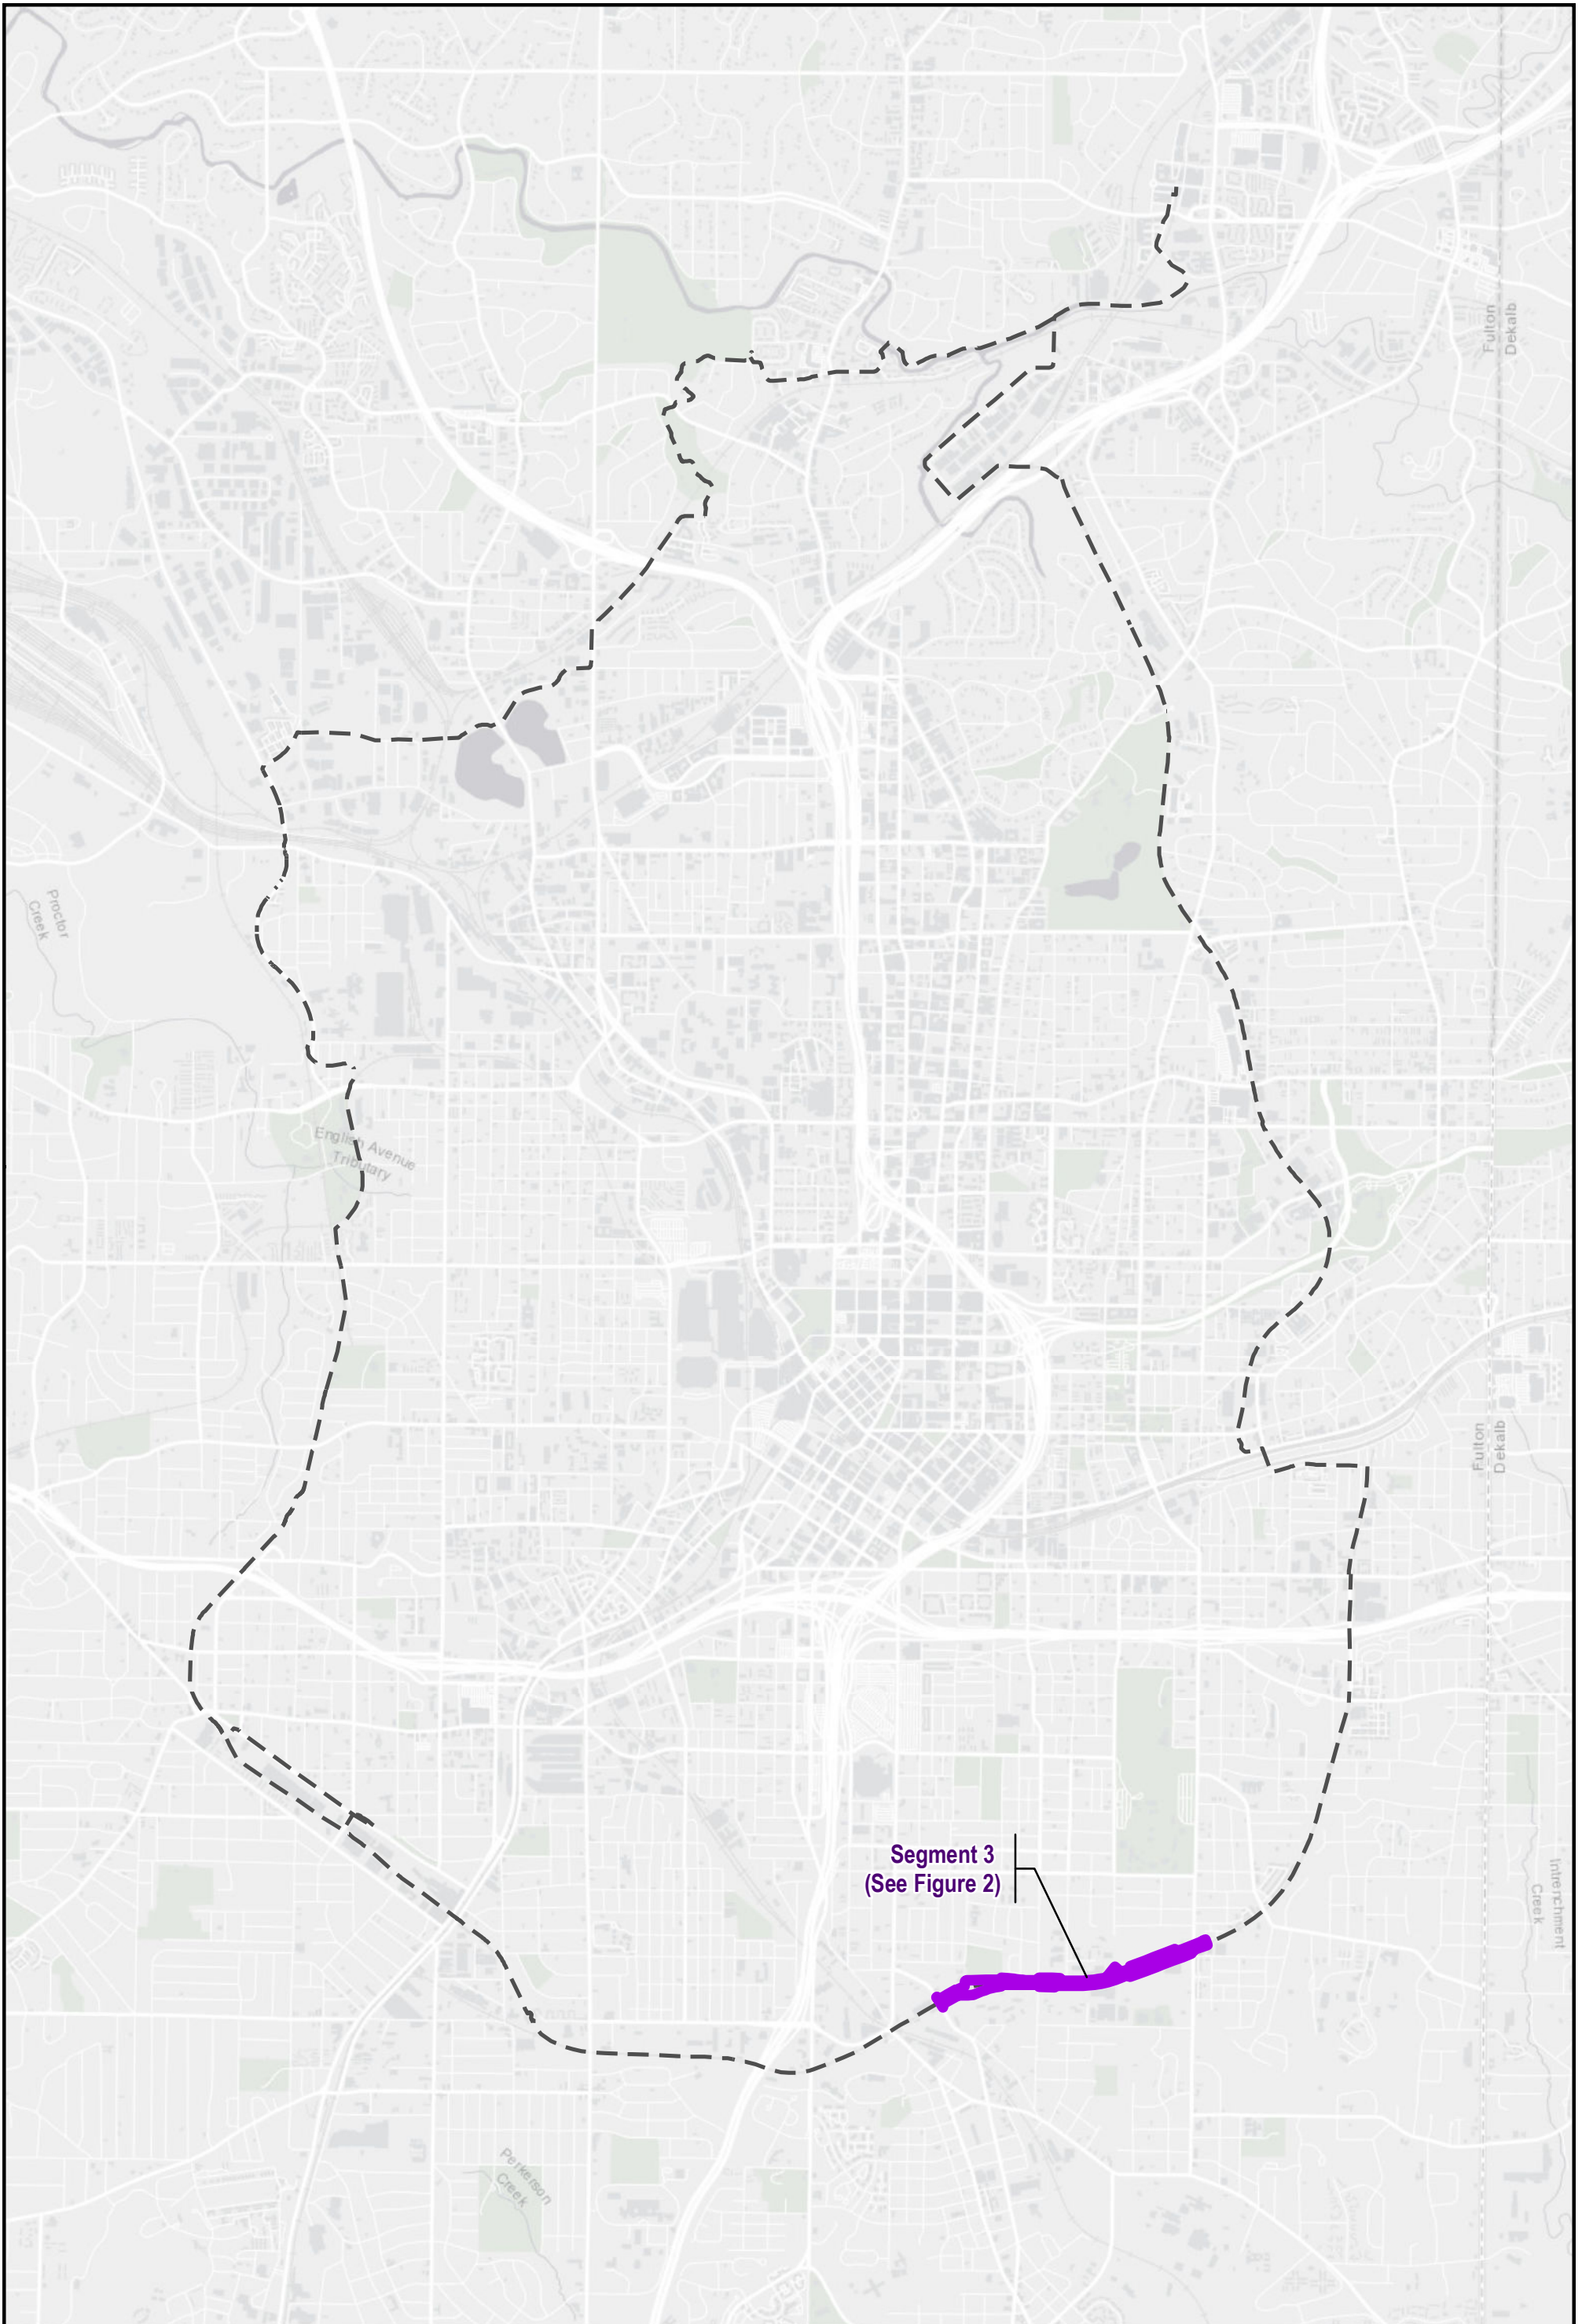 Fulton
Dekalb
Proctor
Creek
English Avenue
Tributary
Fulton
Dekalb
Segment 3
(See Figure 2)
Intrenchment
Creek
Perkerson
Creek